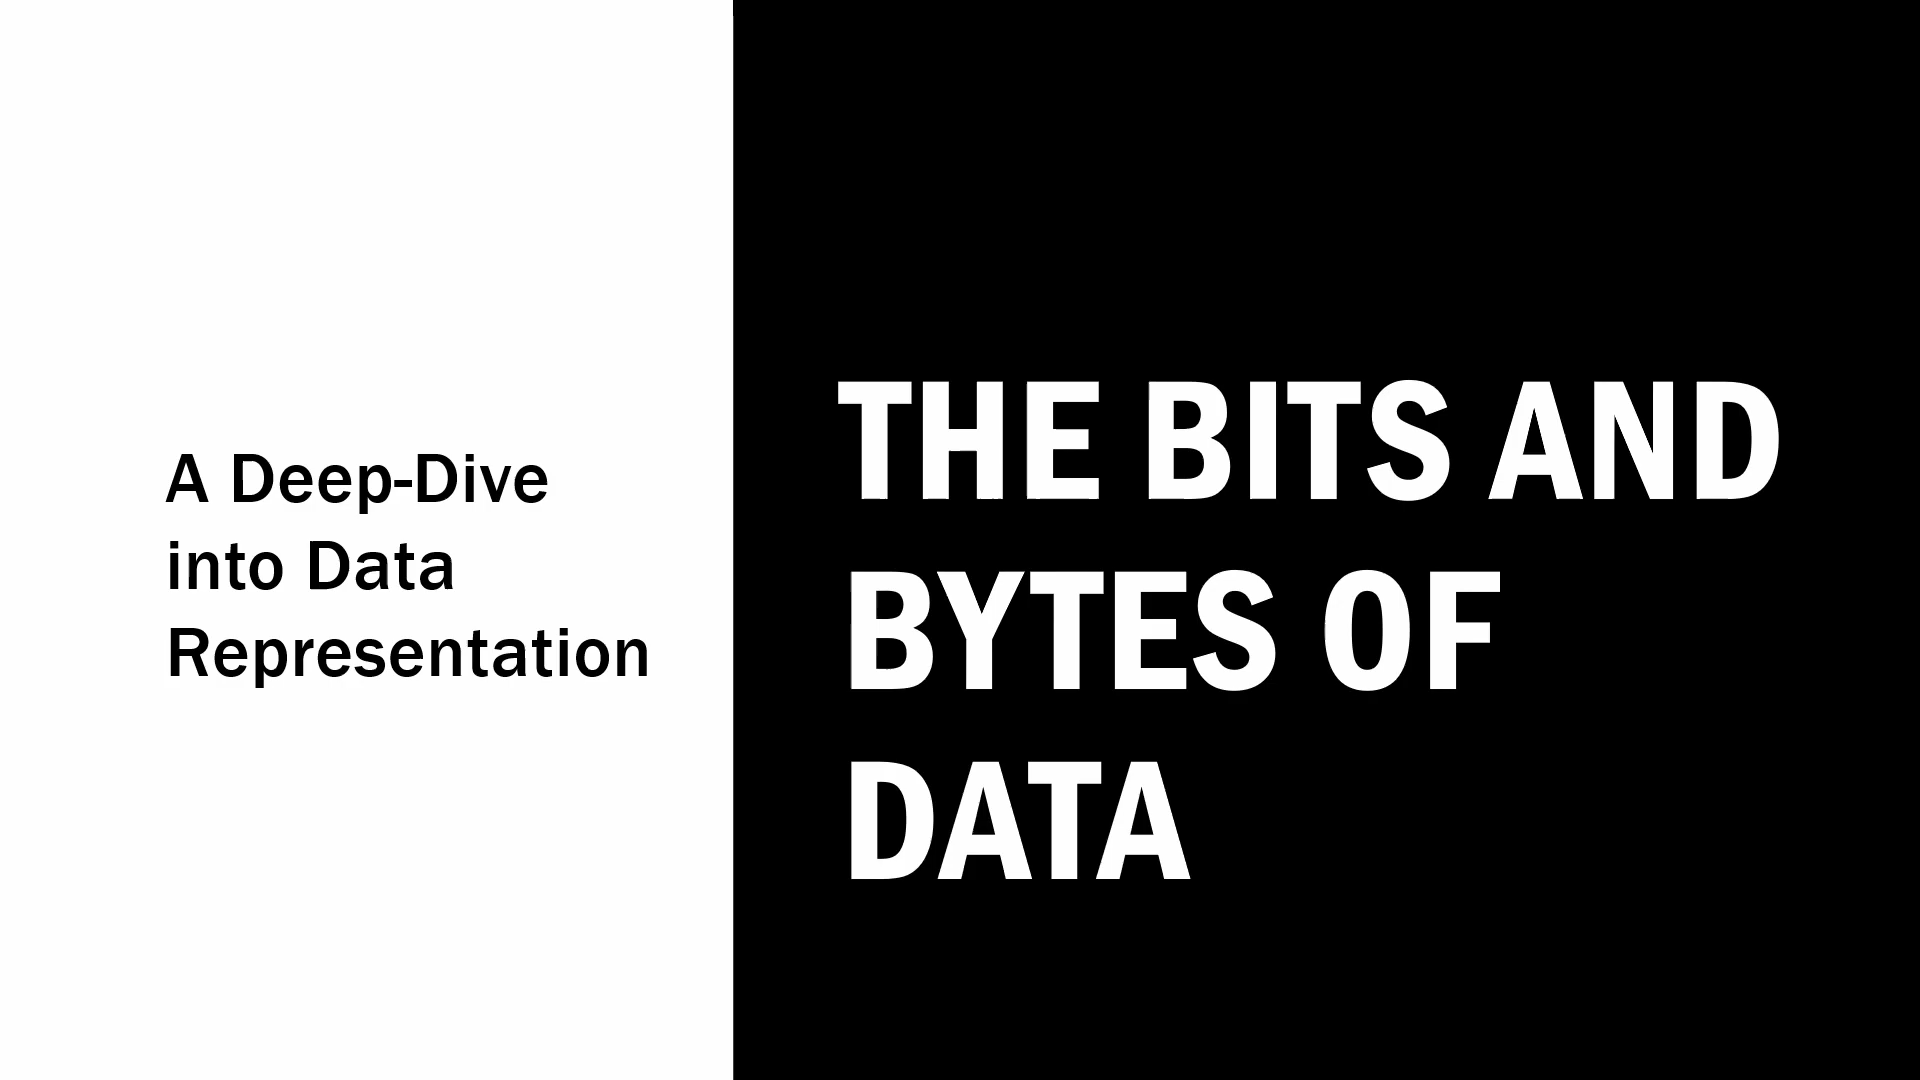 A Deep-Dive
into Data
Representation
THE BITS AND
BYTES OF
DATA